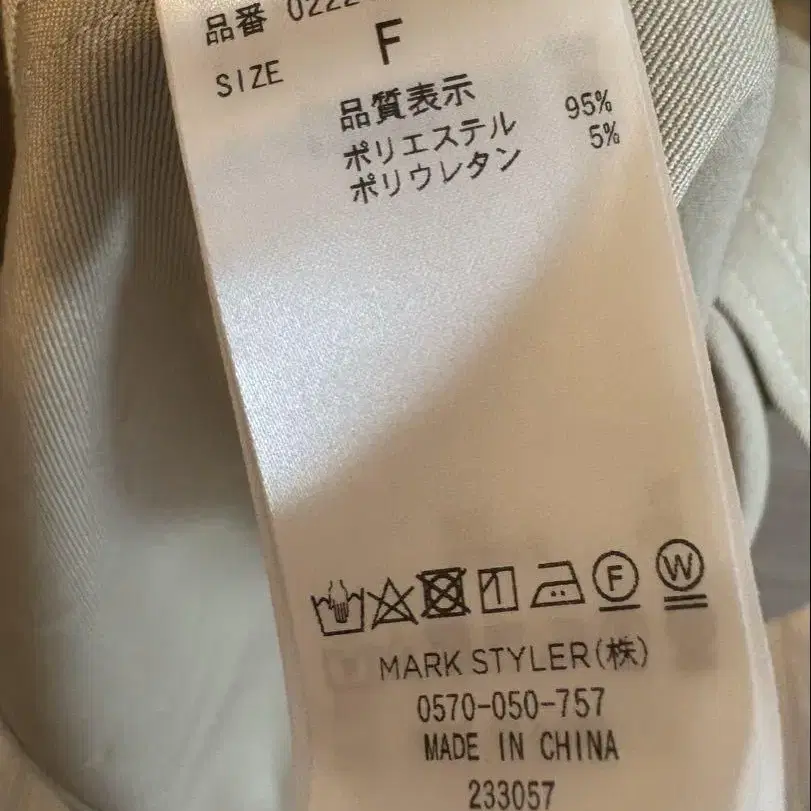 品番 0222
SIZE F
品質表示
ポリエステル 95%
ポリウレタン 5%
F W
MARK STYLER(株)
0570-050-757
MADE IN CHINA
233057